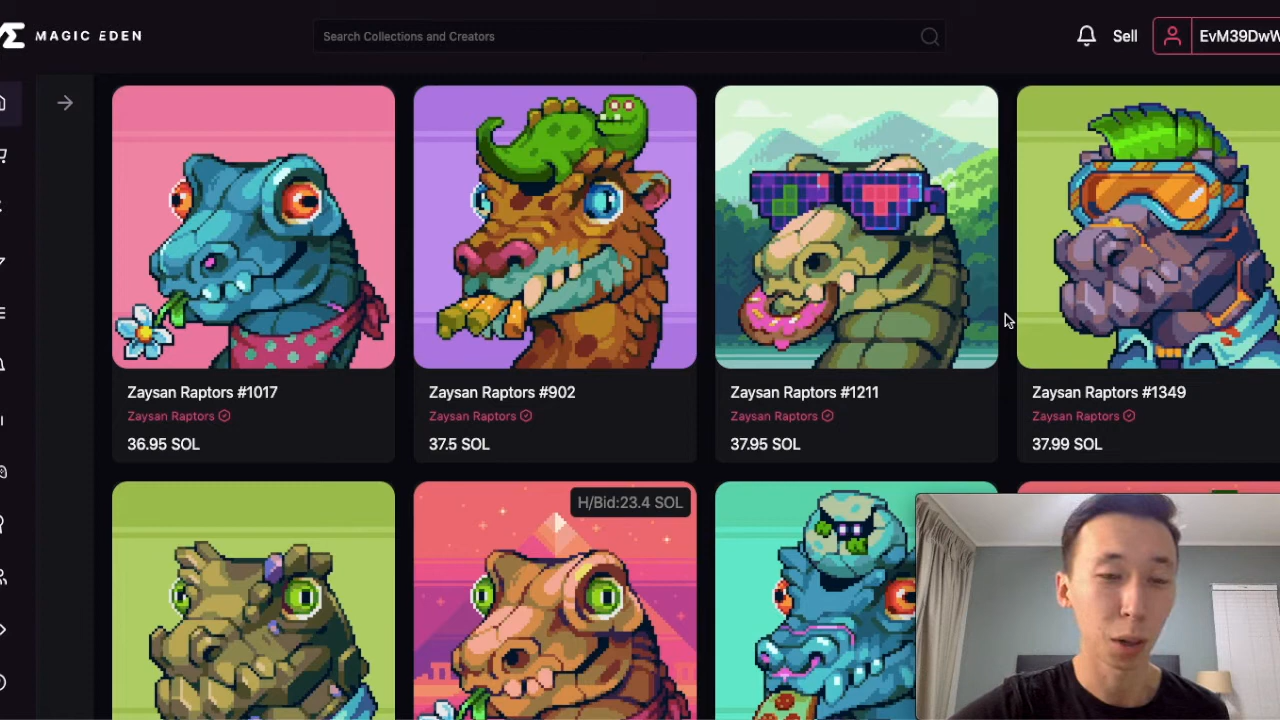 MAGIC EDEN
Search Collections and Creators
Sell
EvM39DwW
Zaysan Raptors #1017
Zaysan Raptors
36.95 SOL
Zaysan Raptors #902
Zaysan Raptors
37.5 SOL
Zaysan Raptors #1211
Zaysan Raptors
37.95 SOL
Zaysan Raptors #1349
Zaysan Raptors
37.99 SOL
H/Bid:23.4 SOL